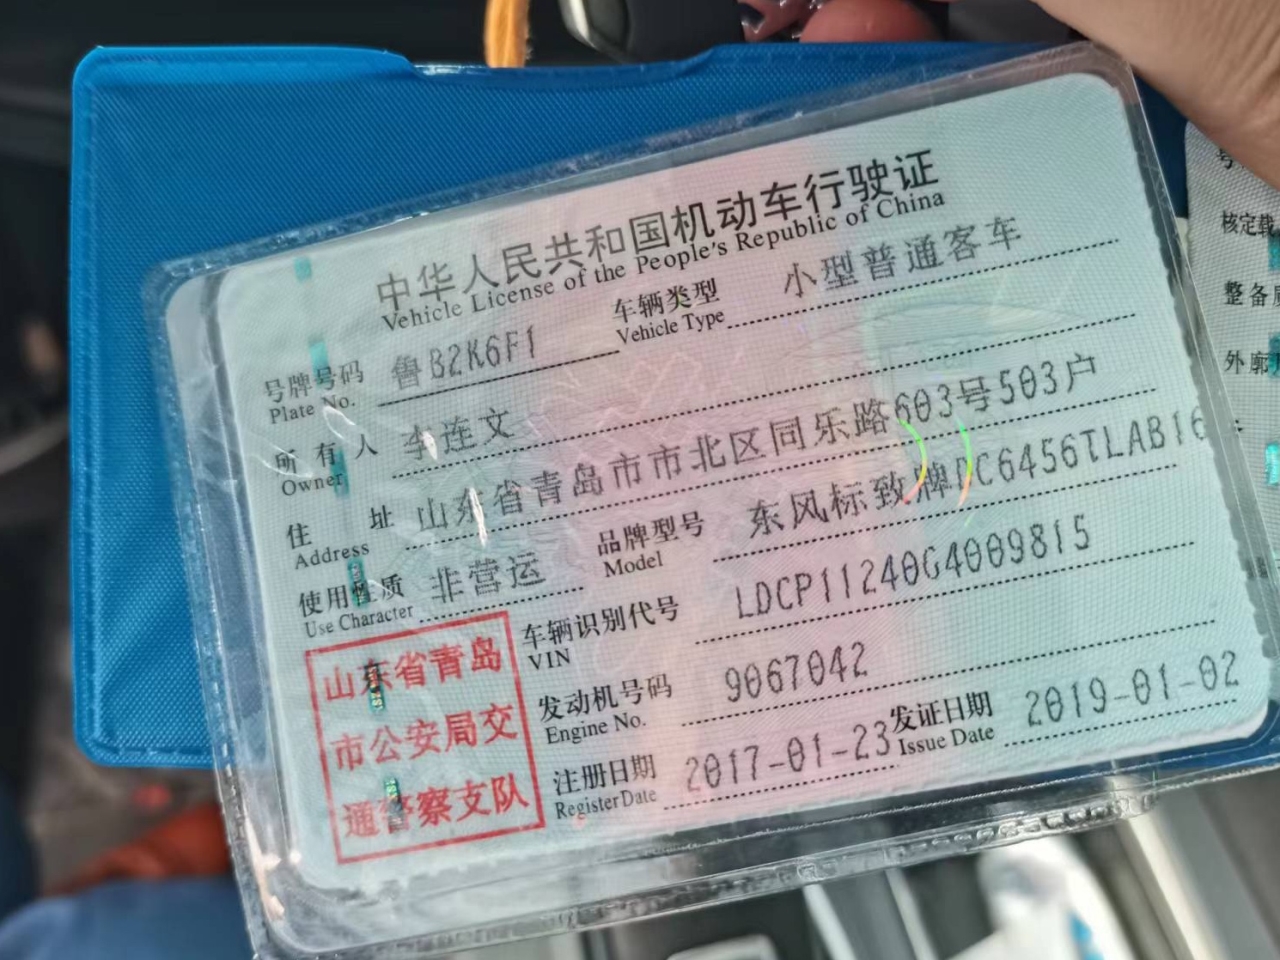 中华人民共和国机动车行驶证
Vehicle License of the People's Republic of China
号牌号码 鲁B2K6F1 车辆类型 小型普通客车
Plate No. Vehicle Type
所有人 李连文
Owner
住址 山东省青岛市市北区同乐路603号503户
Address
使用性质 非营运 品牌型号 东风标致牌DC6456TLAB16
Use Character Model
车辆识别代号 LDCP11240G4009815
VIN
发动机号码 9067042
Engine No.
注册日期 2017-01-23 发证日期 2019-01-02
Register Date Issue Date
山东省青岛
市公安局交
通警察支队
号
核定载
整备质
外廓